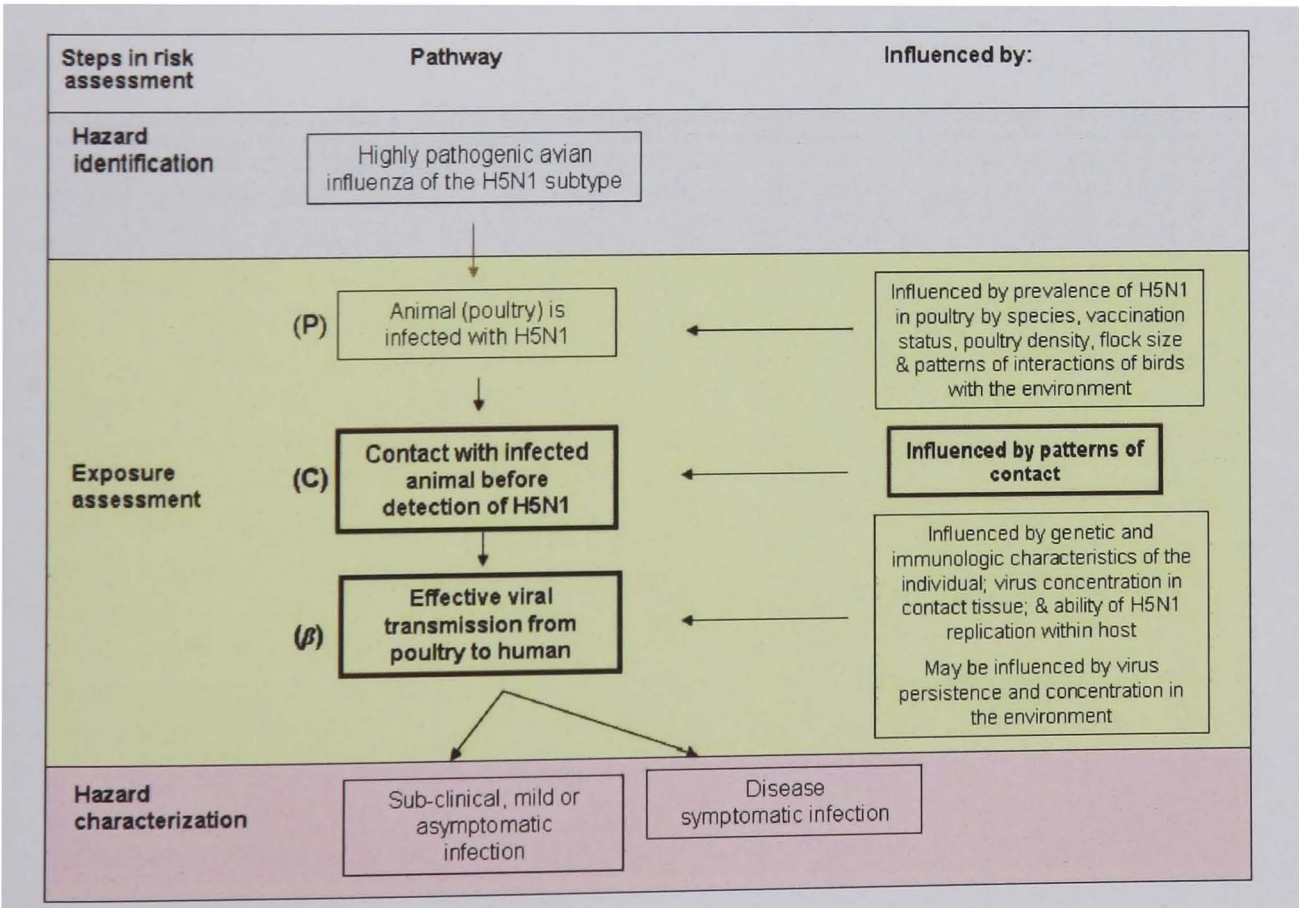 Steps in risk
assessment
Pathway
Influenced by:
Hazard
identification
Highly pathogenic avian
influenza of the H5N1 subtype
(P)
Animal (poultry) is
infected with H5N1
Influenced by prevalence of H5N1
in poultry by species, vaccination
status, poultry density, flock size
& patterns of interactions of birds
with the environment
Exposure
assessment
(C)
Contact with infected
animal before
detection of H5N1
Influenced by patterns of
contact
(β)
Effective viral
transmission from
poultry to human
Influenced by genetic and
immunologic characteristics of the
individual; virus concentration in
contact tissue; & ability of H5N1
replication within host
May be influenced by virus
persistence and concentration in
the environment
Hazard
characterization
Sub-clinical, mild or
asymptomatic
infection
Disease
symptomatic infection